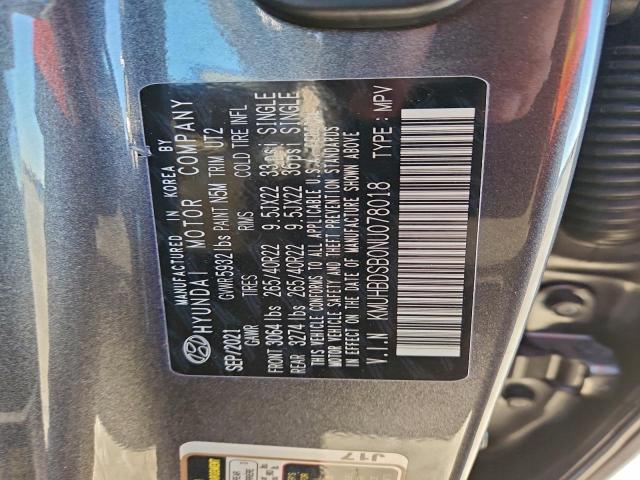 MANUFACTURED IN KOREA BY
HYUNDAI MOTOR COMPANY
SEP/2021 GVWR5932 lbs PAINT N5M TRIM UT2
GAWR TIRES RIMS COLD TIRE INFL
FRONT 3064 lbs 265/40R22 9.5JX22 33psi SINGLE
REAR 3274 lbs 265/40R22 9.5JX22 36psi SINGLE
THIS VEHICLE CONFORMS TO ALL APPLICABLE U.S.A. FEDERAL
MOTOR VEHICLE SAFETY AND THEFT PREVENTION STANDARDS
IN EFFECT ON THE DATE OF MANUFACTURE SHOWN ABOVE
V.I.N : KMUHBDSB0NU078018 TYPE : MPV
J17